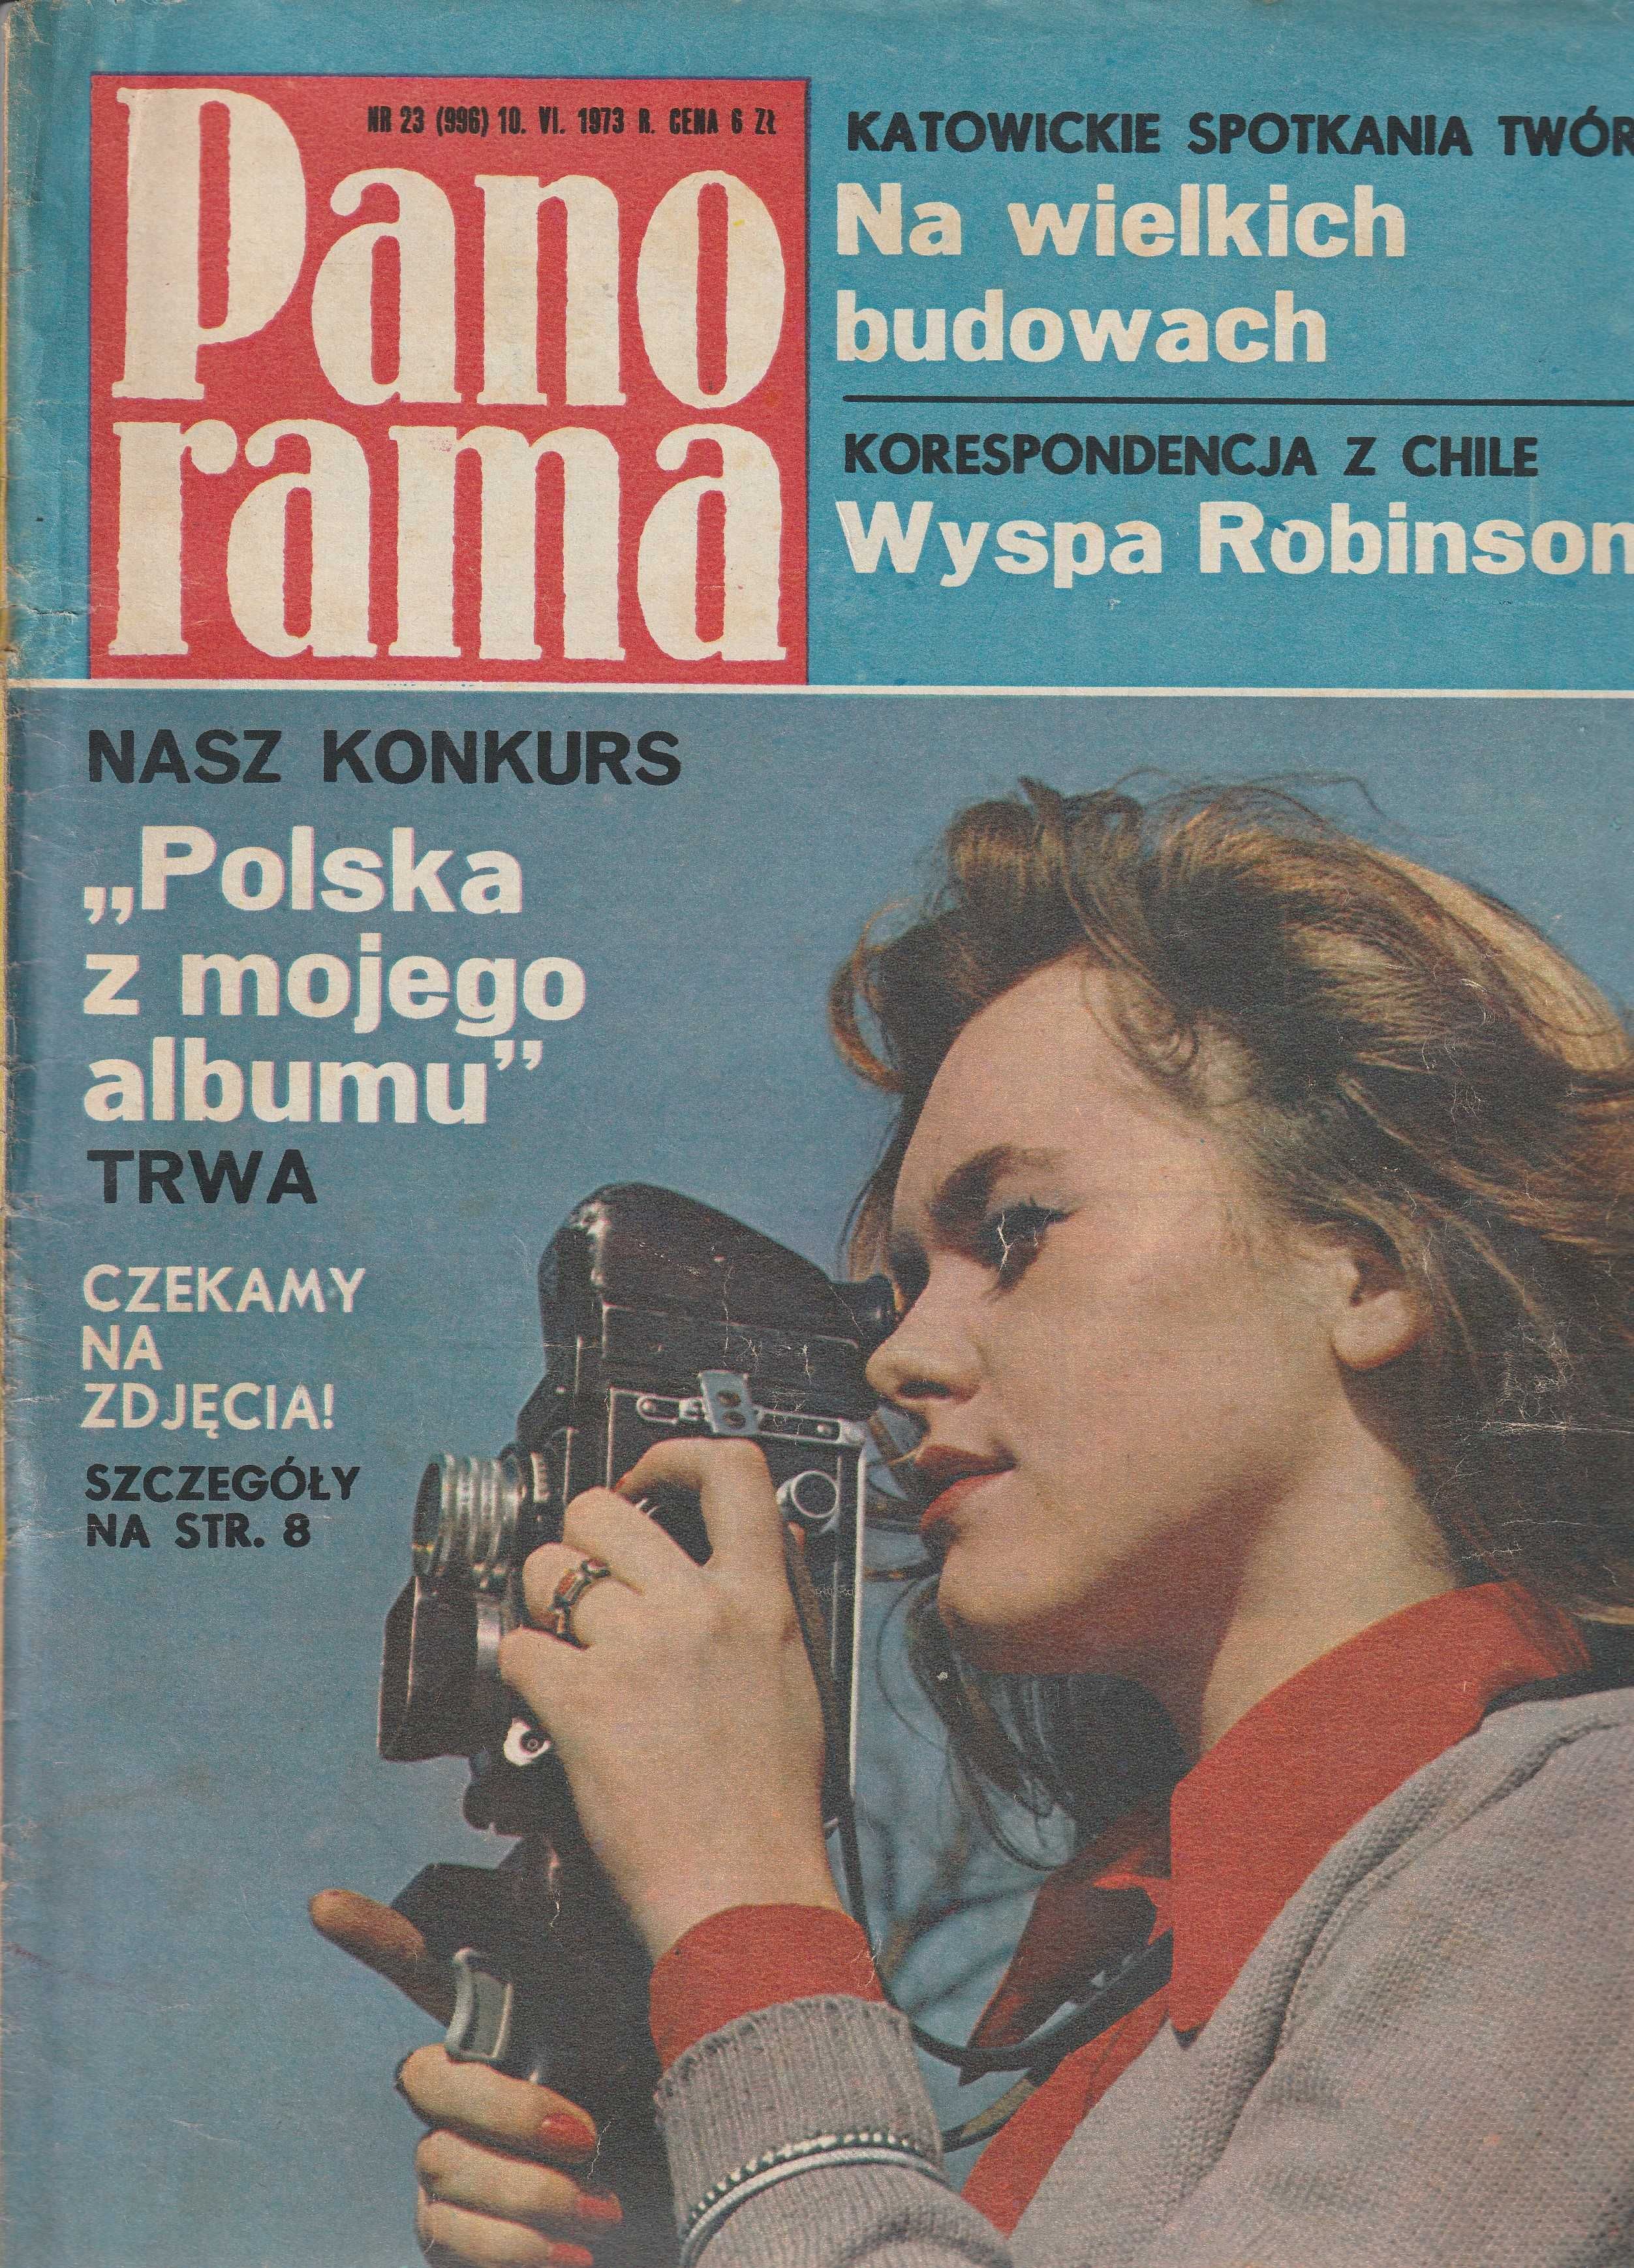 Pano
rama
NR 23 (996) 10. VI. 1973 R. CENA 6 ZŁ
KATOWICKIE SPOTKANIA TWÓR
Na wielkich
budowach
KORESPONDENCJA Z CHILE
Wyspa Robinson
NASZ KONKURS
„Polska
z mojego
albumu”
TRWA
CZEKAMY
NA
ZDJĘCIA!
SZCZEGÓŁY
NA STR. 8